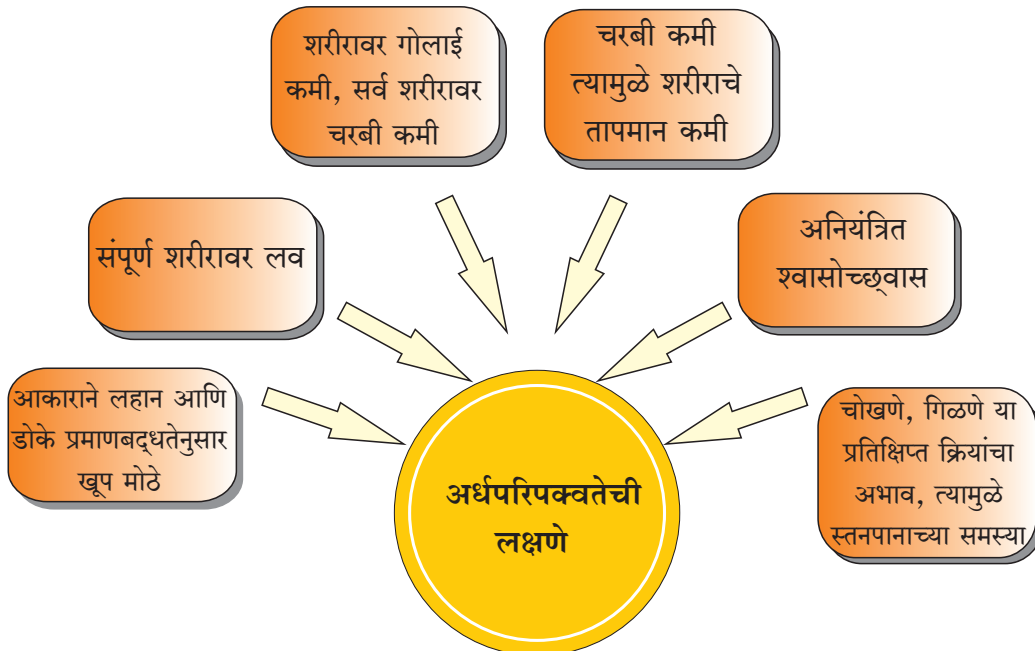 शरीरावर गोलाई
कमी, सर्व शरीरावर
चरबी कमी
चरबी कमी
त्यामुळे शरीराचे
तापमान कमी
संपूर्ण शरीरावर लव
अनियंत्रित
श्वासोच्छ्वास
आकाराने लहान आणि
डोके प्रमाणबद्धतेनुसार
खूप मोठे
चोखणे, गिळणे या
प्रतिक्षिप्त क्रियांचा
अभाव, त्यामुळे
स्तनपानाच्या समस्या
अर्धपरिपक्वतेची
लक्षणे